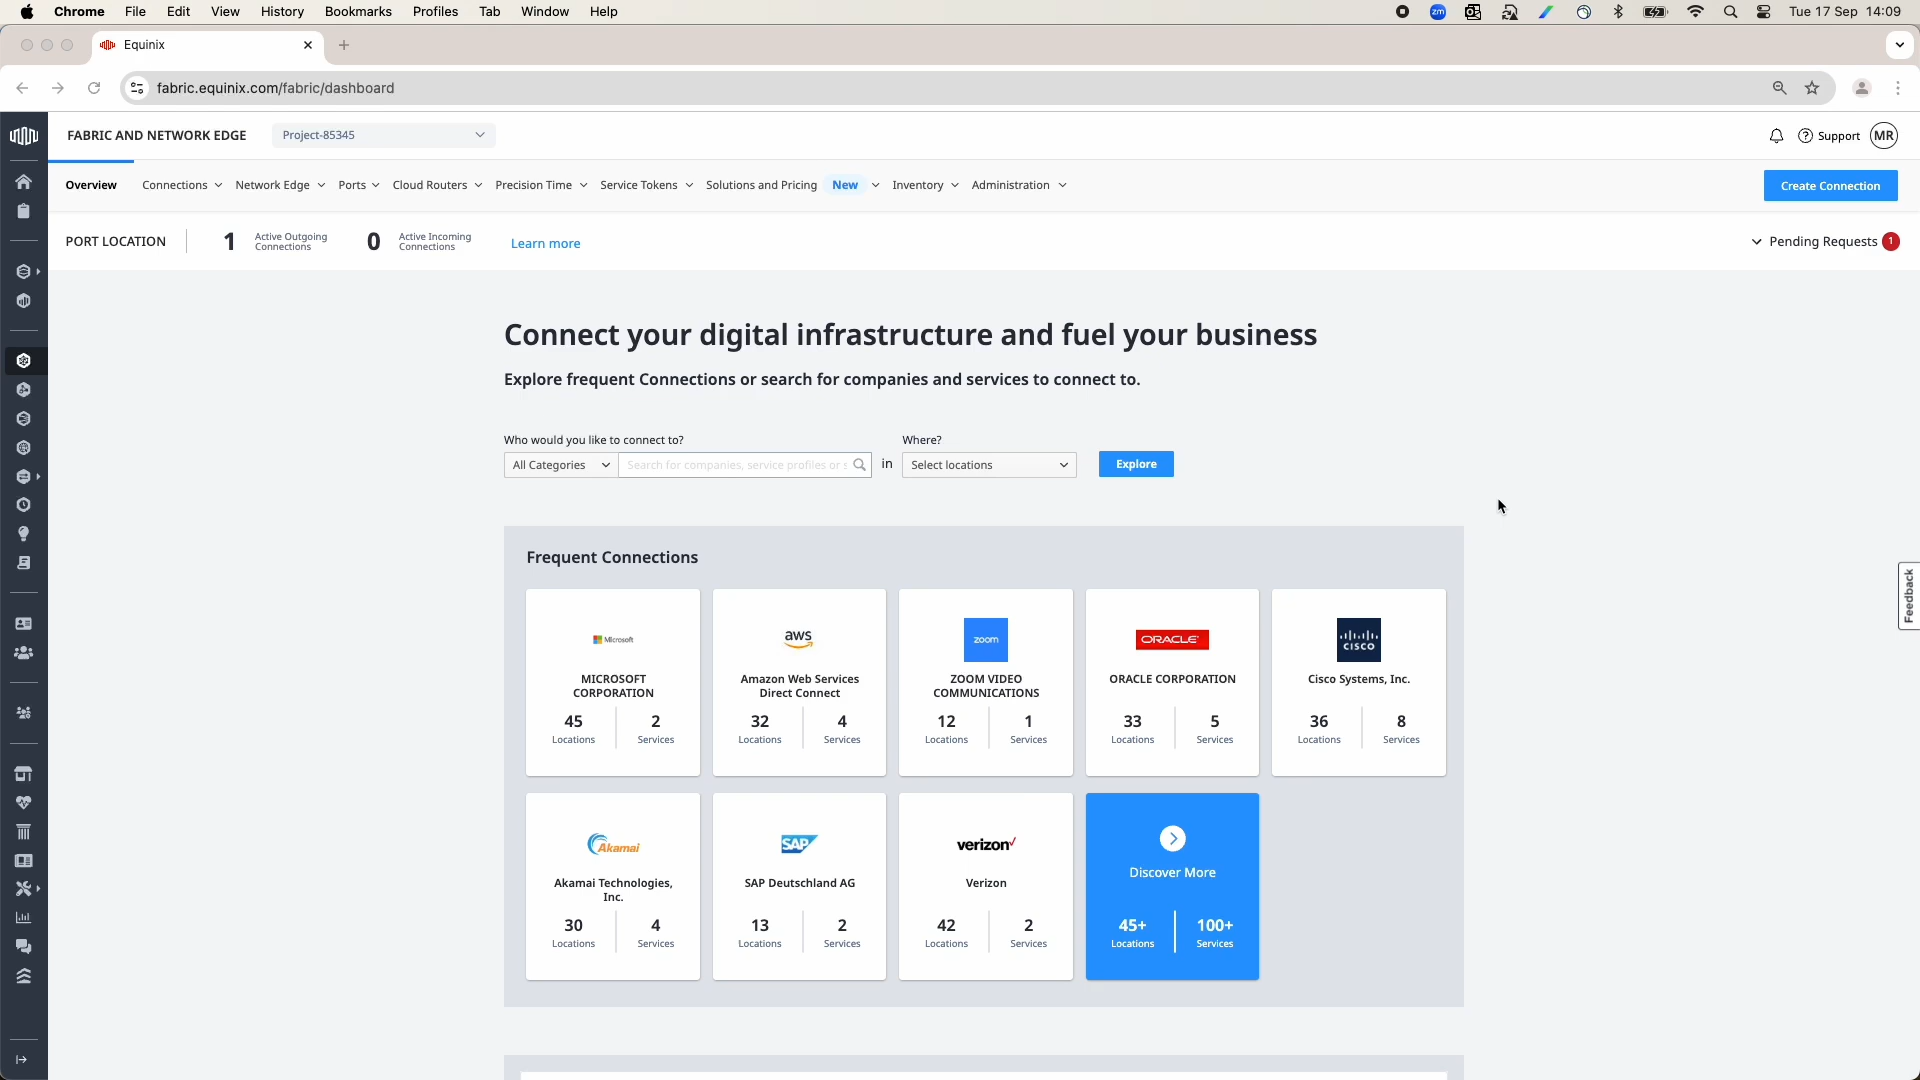 Chrome File Edit View History Bookmarks Profiles Tab Window Help
zm
Tue 17 Sep 14:09
Equinix
fabric.equinix.com/fabric/dashboard
FABRIC AND NETWORK EDGE
Project-85345
Support
MR
Overview Connections Network Edge Ports Cloud Routers Precision Time Service Tokens Solutions and Pricing New Inventory Administration
Create Connection
PORT LOCATION
1 Active Outgoing
Connections
0 Active Incoming
Connections
Learn more
Pending Requests 1
Connect your digital infrastructure and fuel your business
Explore frequent Connections or search for companies and services to connect to.
Who would you like to connect to?
Where?
All Categories
Search for companies, service profiles or s
in
Select locations
Explore
Feedback
Frequent Connections
Microsoft
MICROSOFT
CORPORATION
45 2
Locations Services
aws
Amazon Web Services
Direct Connect
32 4
Locations Services
zoom
ZOOM VIDEO
COMMUNICATIONS
12 1
Locations Services
ORACLE
ORACLE CORPORATION
33 5
Locations Services
CISCO
Cisco Systems, Inc.
36 8
Locations Services
Akamai
Akamai Technologies,
Inc.
30 4
Locations Services
SAP
SAP Deutschland AG
13 2
Locations Services
verizon
Verizon
42 2
Locations Services
Discover More
45+ 100+
Locations Services